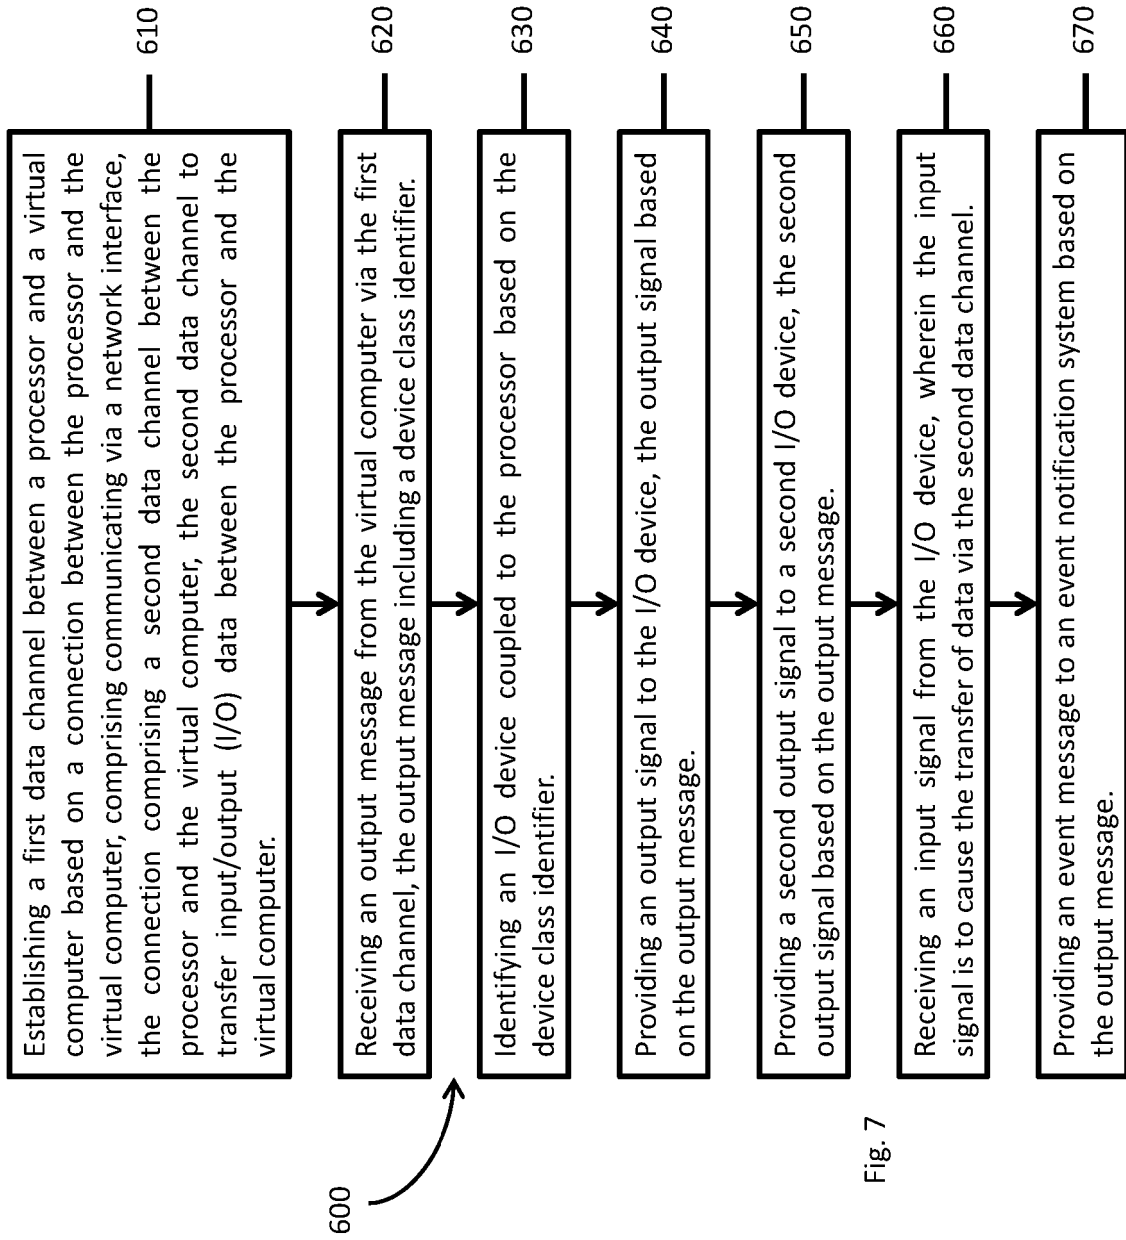 600
Establishing a first data channel between a processor and a virtual
computer based on a connection between the processor and the
virtual computer, comprising communicating via a network interface,
the connection comprising a second data channel between the
processor and the virtual computer, the second data channel to
transfer input/output (I/O) data between the processor and the
virtual computer.
610
Receiving an output message from the virtual computer via the first
data channel, the output message including a device class identifier.
620
Identifying an I/O device coupled to the processor based on the
device class identifier.
630
Providing an output signal to the I/O device, the output signal based
on the output message.
640
Providing a second output signal to a second I/O device, the second
output signal based on the output message.
650
Receiving an input signal from the I/O device, wherein the input
signal is to cause the transfer of data via the second data channel.
660
Providing an event message to an event notification system based on
the output message.
670
Fig. 7